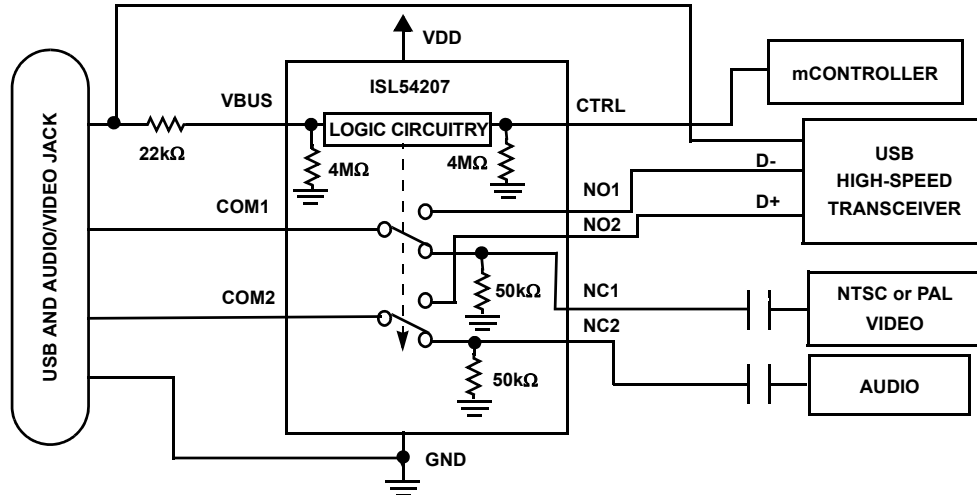 VDD
ISL54207
mCONTROLLER
VBUS
CTRL
LOGIC CIRCUITRY
22kΩ
4MΩ
4MΩ
USB
HIGH-SPEED
TRANSCEIVER
D-
D+
NO1
NO2
COM1
COM2
USB AND AUDIO/VIDEO JACK
50kΩ
NC1
NC2
NTSC or PAL
VIDEO
50kΩ
AUDIO
GND